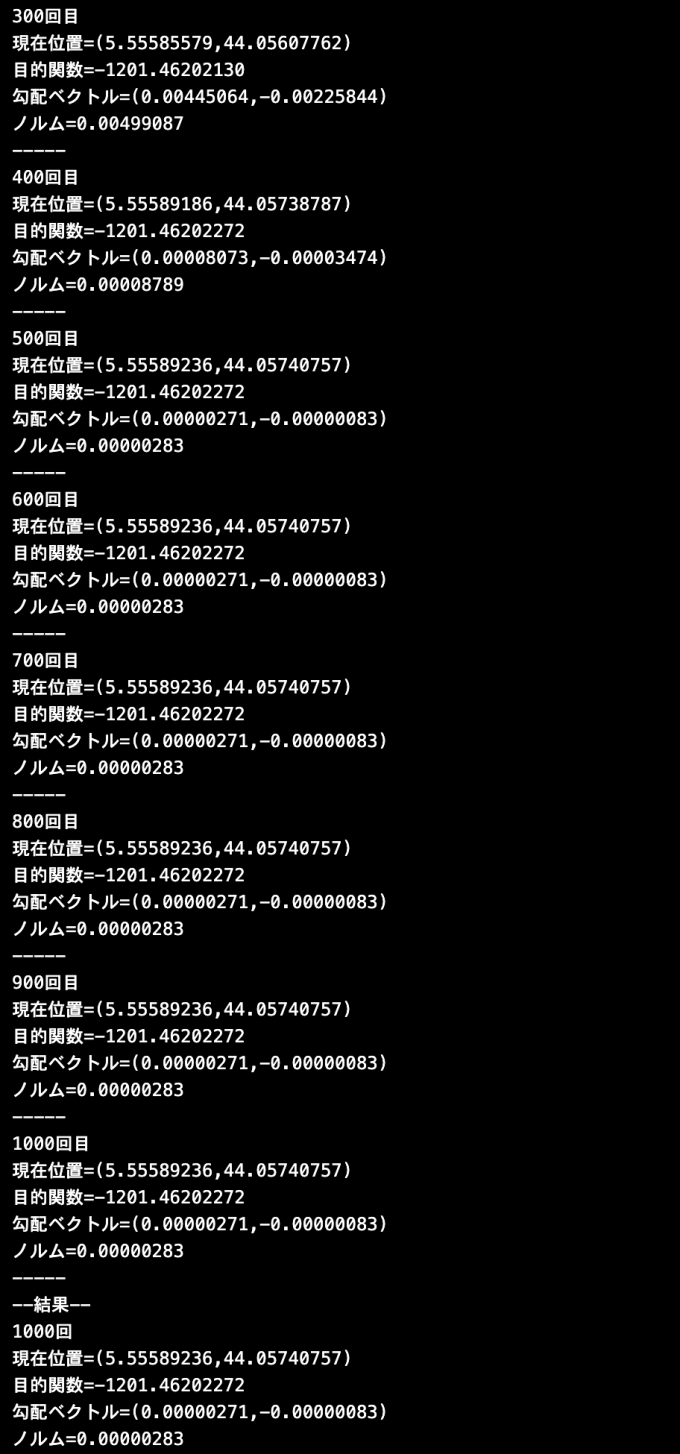 300回目
現在位置=(5.55585579,44.05607762)
目的関数=-1201.46202130
勾配ベクトル=(0.00445064,-0.00225844)
ノルム=0.00499087
-----
400回目
現在位置=(5.55589186,44.05738787)
目的関数=-1201.46202272
勾配ベクトル=(0.00008073,-0.00003474)
ノルム=0.00008789
-----
500回目
現在位置=(5.55589236,44.05740757)
目的関数=-1201.46202272
勾配ベクトル=(0.00000271,-0.00000083)
ノルム=0.00000283
-----
600回目
現在位置=(5.55589236,44.05740757)
目的関数=-1201.46202272
勾配ベクトル=(0.00000271,-0.00000083)
ノルム=0.00000283
-----
700回目
現在位置=(5.55589236,44.05740757)
目的関数=-1201.46202272
勾配ベクトル=(0.00000271,-0.00000083)
ノルム=0.00000283
-----
800回目
現在位置=(5.55589236,44.05740757)
目的関数=-1201.46202272
勾配ベクトル=(0.00000271,-0.00000083)
ノルム=0.00000283
-----
900回目
現在位置=(5.55589236,44.05740757)
目的関数=-1201.46202272
勾配ベクトル=(0.00000271,-0.00000083)
ノルム=0.00000283
-----
1000回目
現在位置=(5.55589236,44.05740757)
目的関数=-1201.46202272
勾配ベクトル=(0.00000271,-0.00000083)
ノルム=0.00000283
-----
--結果--
1000回
現在位置=(5.55589236,44.05740757)
目的関数=-1201.46202272
勾配ベクトル=(0.00000271,-0.00000083)
ノルム=0.00000283